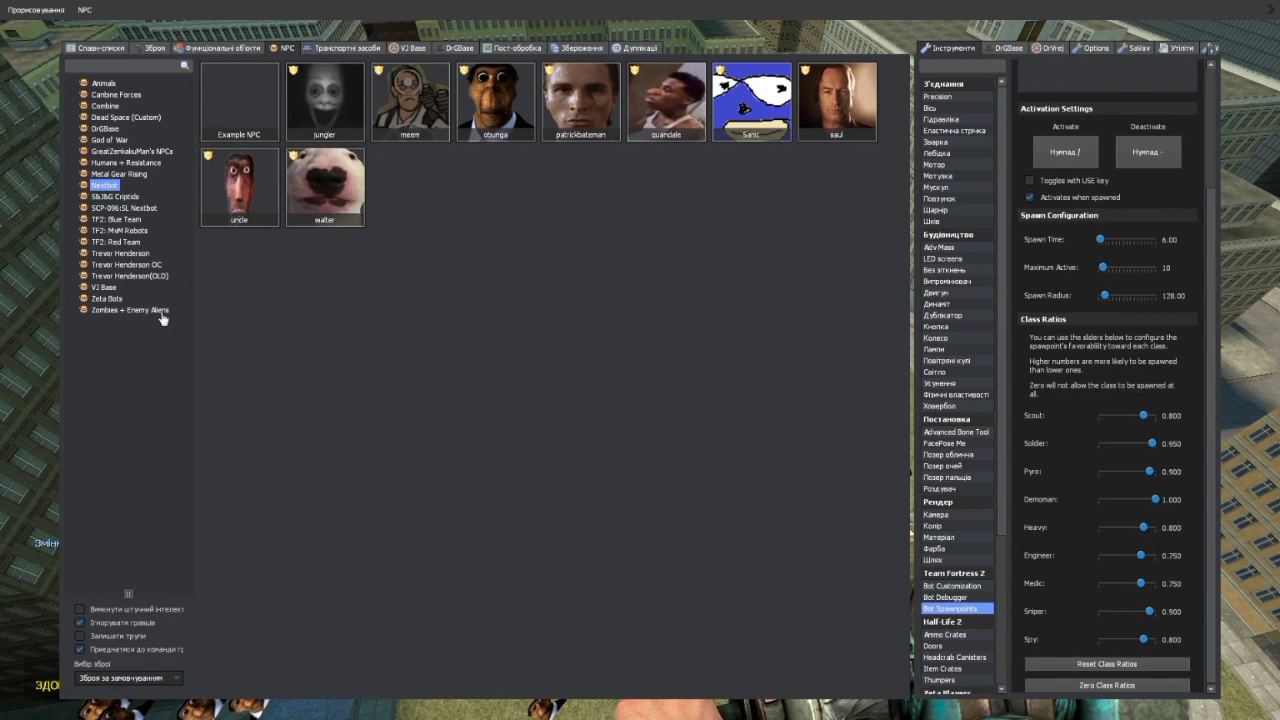 Прорисовування NPC
Спавн-списки Зброя Функціональні об'єкти NPC Транспортні засоби VJ Base DrGBase Пост-обробка Збереження Дуплікації
Інструменти DrGBase DrVrej Options SaVav Утиліти
Animals
Canbine Forces
Combine
Dead Space (Custom)
DrGBase
God of War
GreatZenkakuMan's NPCs
Humans + Resistance
Metal Gear Rising
Nextbot
S&J&G Criptids
SCP-096:SL Nextbot
TF2: Blue Team
TF2: MvM Robots
TF2: Red Team
Trevor Henderson
Trevor Henderson OC
Trevor Henderson(OLD)
VJ Base
Zeta Bots
Zombies + Enemy Aliens
Example NPC jungler meem obunga patrickbateman quandale Sanic saul
uncle walter
Вимкнути штучний інтелект
Ігнорувати гравців
Залишати трупи
Приєднатися до команди гр
Вибір зброї
Зброя за замовчуванням
Змін
ЗДО
З'єднання
Precision
Вісь
Гідравліка
Еластична стрічка
Зварка
Лебідка
Мотор
Мотузка
Мускул
Повзунок
Шарнір
Шків
Будівництво
Adv Mass
LED screens
Без зіткнень
Випромінювач
Двигун
Динаміт
Дублікатор
Кнопка
Колесо
Лампи
Повітряні кулі
Світло
Усунення
Фізичні властивості
Ховербол
Постановка
Advanced Bone Tool
FacePose Me
Позер обличчя
Позер очей
Позер пальців
Роздувач
Рендер
Камера
Колір
Матеріал
Фарба
Шлях
Team Fortress 2
Bot Customization
Bot Debugger
Bot Spawnpoints
Half-Life 2
Ammo Crates
Doors
Headcrab Canisters
Item Crates
Thumpers
Zeta Players
Activation Settings
Activate Deactivate
Нумпад / Нумпад -
Toggles with USE key
Activates when spawned
Spawn Configuration
Spawn Time: 6.00
Maximum Active: 10
Spawn Radius: 128.00
Class Ratios
You can use the sliders below to configure the
spawnpoint's favorability toward each class.
Higher numbers are more likely to be spawned
than lower ones.
Zero will not allow the class to be spawned at
all.
Scout: 0.800
Soldier: 0.950
Pyro: 0.900
Demoman: 1.000
Heavy: 0.800
Engineer: 0.750
Medic: 0.750
Sniper: 0.900
Spy: 0.800
Reset Class Ratios
Zero Class Ratios